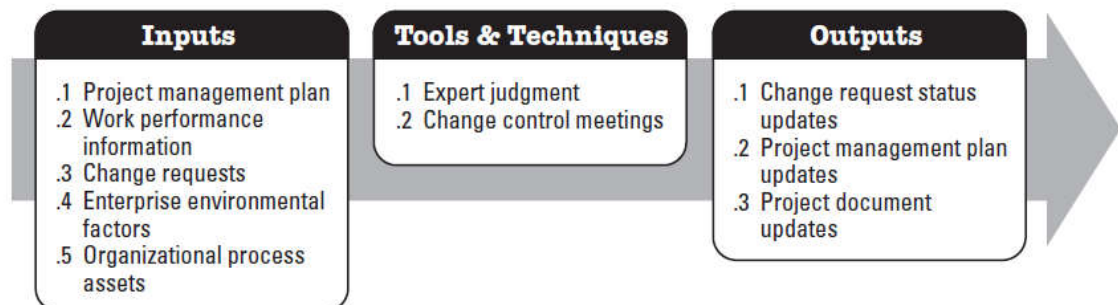 Inputs
.1 Project management plan
.2 Work performance
information
.3 Change requests
.4 Enterprise environmental
factors
.5 Organizational process
assets
Tools & Techniques
.1 Expert judgment
.2 Change control meetings
Outputs
.1 Change request status
updates
.2 Project management plan
updates
.3 Project document
updates